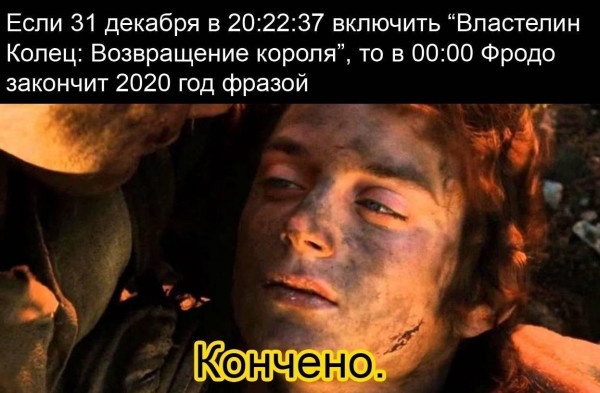 Если 31 декабря в 20:22:37 включить “Властелин
Колец: Возвращение короля”, то в 00:00 Фродо
закончит 2020 год фразой
Кончено.